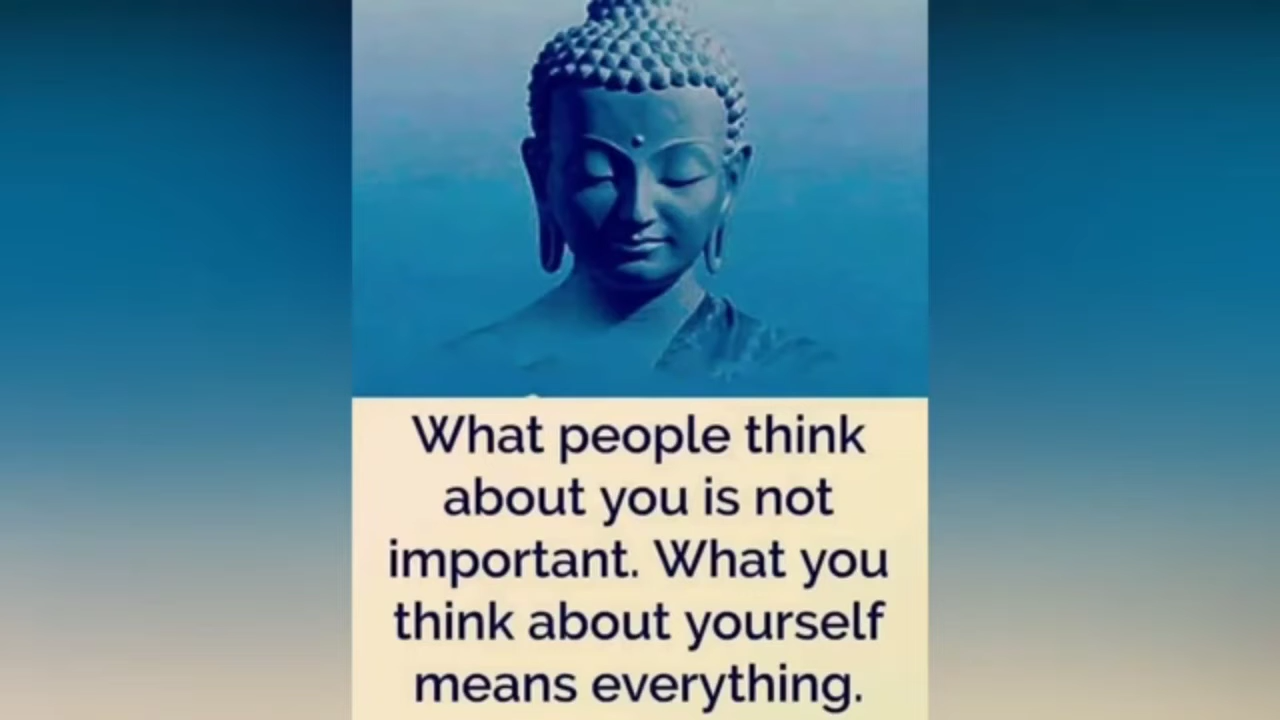 What people think
about you is not
important. What you
think about yourself
means everything.